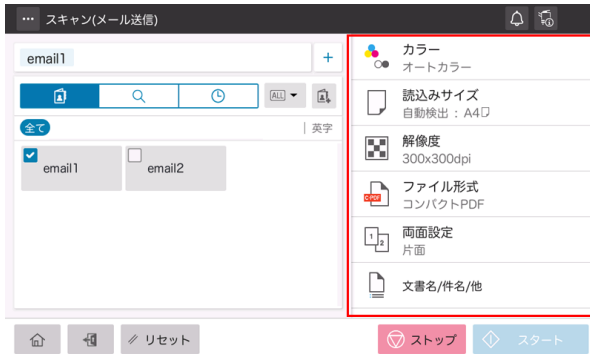 ··· スキャン(メール送信)
email1
+
ALL
全て
英字
email1
email2
カラー
オートカラー
読込みサイズ
自動検出 : A4
解像度
300x300dpi
ファイル形式
C-PDF
コンパクトPDF
両面設定
1 2
片面
文書名/件名/他
リセット
ストップ
スタート